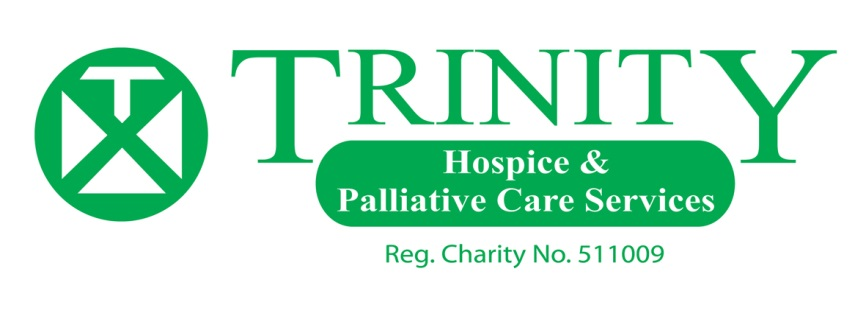 TRINITY
Hospice &
Palliative Care Services
Reg. Charity No. 511009